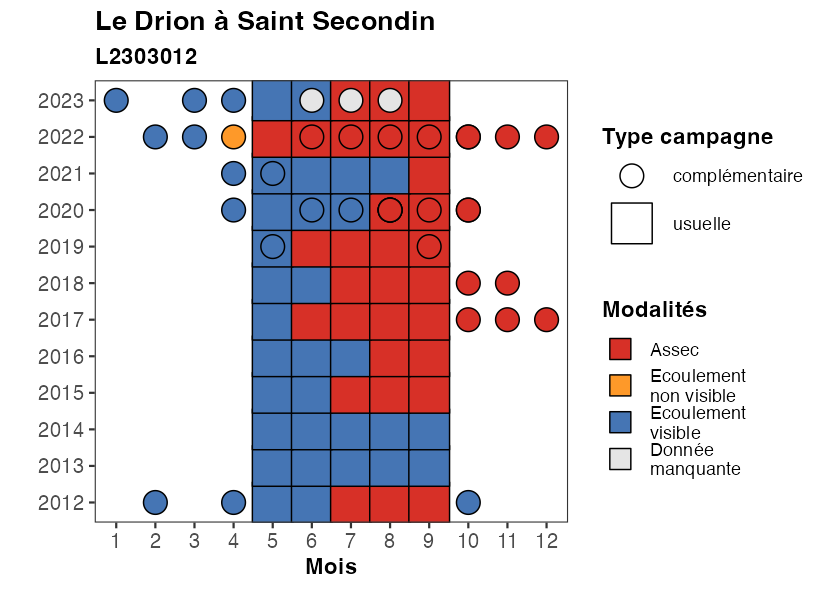 Le Drion à Saint Secondin
L2303012
2023
2022
2021
2020
2019
2018
2017
2016
2015
2014
2013
2012
1 2 3 4 5 6 7 8 9 10 11 12
Mois
Type campagne
complémentaire
usuelle
Modalités
Assec
Ecoulement
non visible
Ecoulement
visible
Donnée
manquante